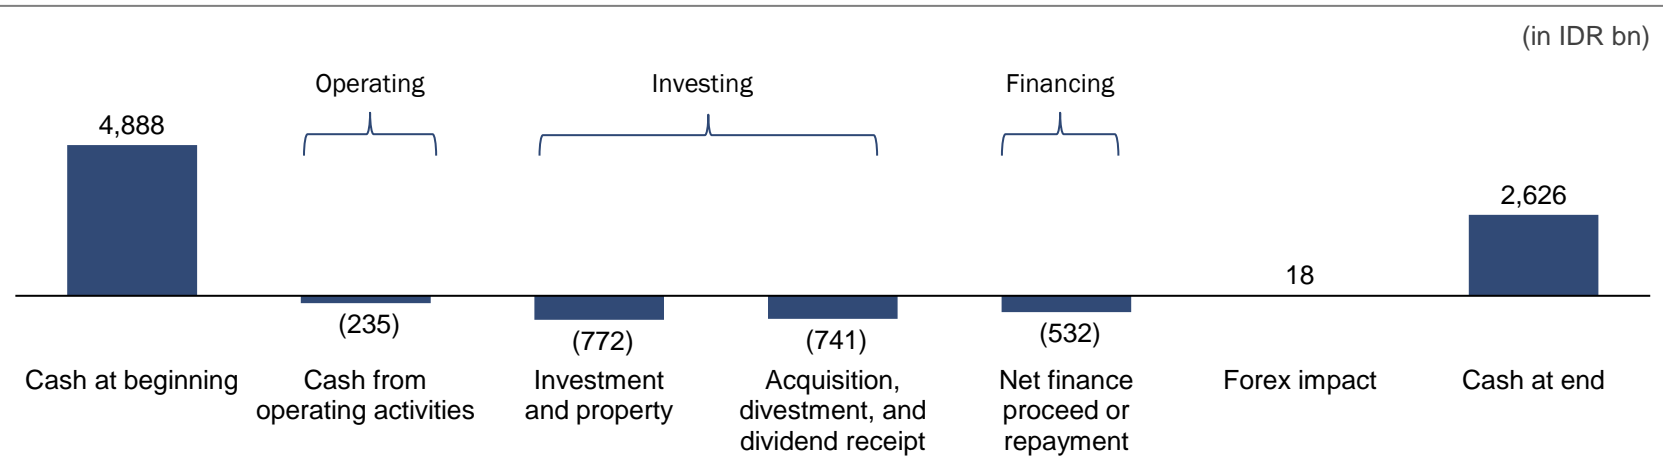 (in IDR bn)
Operating
Investing
Financing
4,888
2,626
18
(235)
(772)
(741)
(532)
Cash at beginning
Cash from
operating activities
Investment
and property
Acquisition,
divestment, and
dividend receipt
Net finance
proceed or
repayment
Forex impact
Cash at end